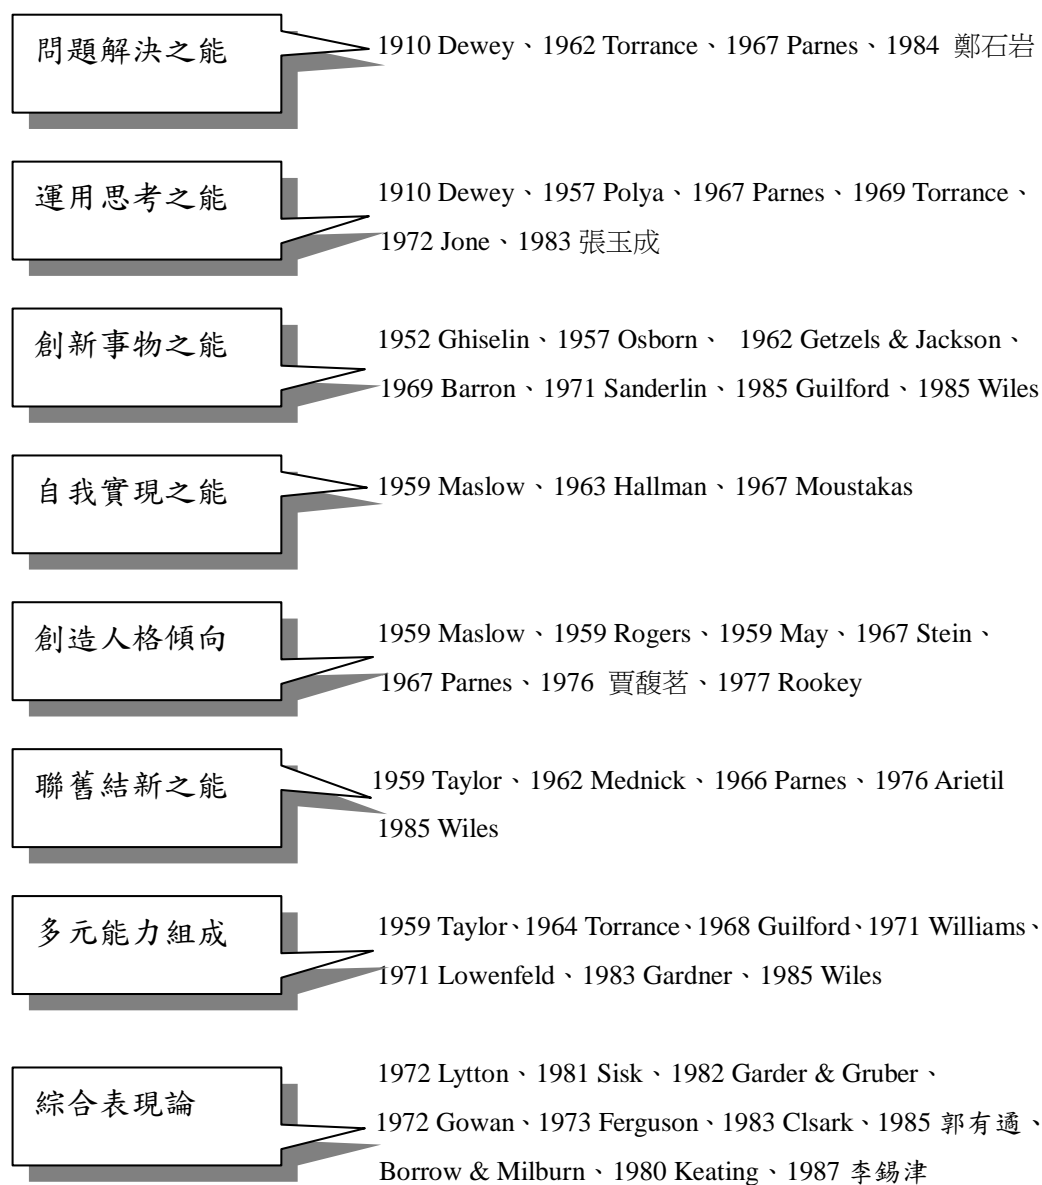 問題解決之能
1910 Dewey、1962 Torrance、1967 Parnes、1984 鄭石岩
運用思考之能
1910 Dewey、1957 Polya、1967 Parnes、1969 Torrance、
1972 Jone、1983 張玉成
創新事物之能
1952 Ghiselin、1957 Osborn、 1962 Getzels & Jackson、
1969 Barron、1971 Sanderlin、1985 Guilford、1985 Wiles
自我實現之能
1959 Maslow、1963 Hallman、1967 Moustakas
創造人格傾向
1959 Maslow、1959 Rogers、1959 May、1967 Stein、
1967 Parnes、1976 賈馥茗、1977 Rookey
聯舊結新之能
1959 Taylor、1962 Mednick、1966 Parnes、1976 Arietil
1985 Wiles
多元能力組成
1959 Taylor、1964 Torrance、1968 Guilford、1971 Williams、
1971 Lowenfeld、1983 Gardner、1985 Wiles
綜合表現論
1972 Lytton、1981 Sisk、1982 Garder & Gruber、
1972 Gowan、1973 Ferguson、1983 Clsark、1985 郭有遹、
Borrow & Milburn、1980 Keating、1987 李錫津